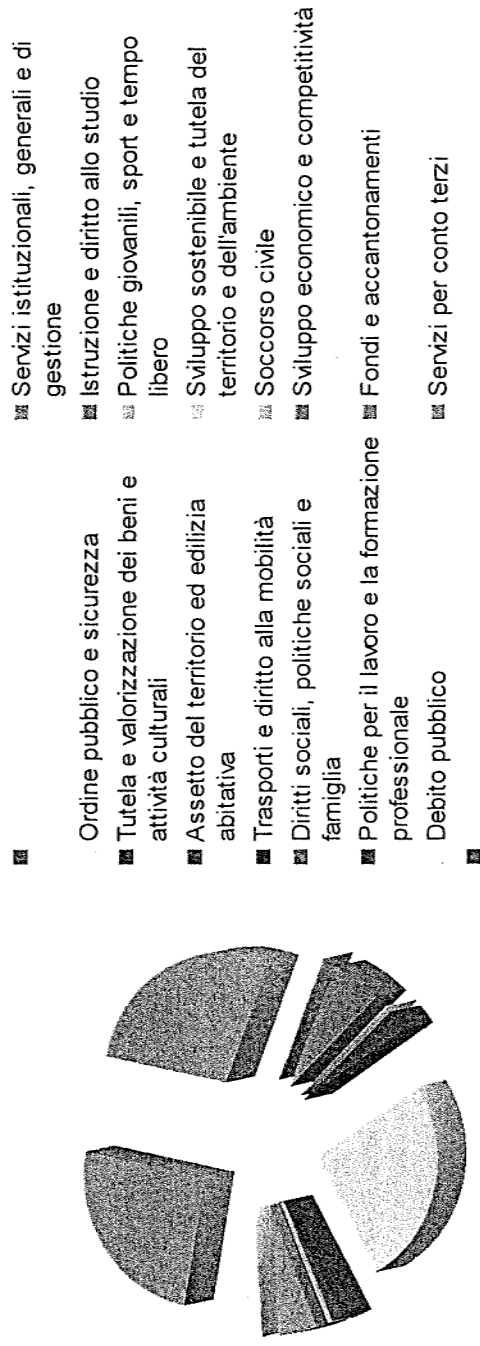 Ordine pubblico e sicurezza
Tutela e valorizzazione dei beni e
attività culturali
Assetto del territorio ed edilizia
abitativa
Trasporti e diritto alla mobilità
Diritti sociali, politiche sociali e
famiglia
Politiche per il lavoro e la formazione
professionale
Debito pubblico
Servizi istituzionali, generali e di
gestione
Istruzione e diritto allo studio
Politiche giovanili, sport e tempo
libero
Sviluppo sostenibile e tutela del
territorio e dell'ambiente
Soccorso civile
Sviluppo economico e competitività
Fondi e accantonamenti
Servizi per conto terzi